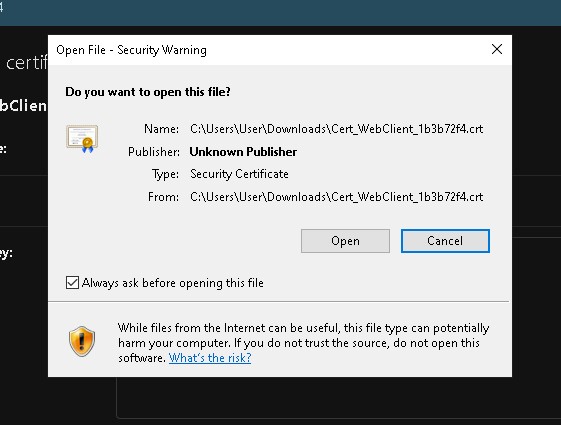 4
Open File - Security Warning
certif
Do you want to open this file?
bClien
Name: C:\Users\User\Downloads\Cert_WebClient_1b3b72f4.crt
e:
Publisher: Unknown Publisher
Type: Security Certificate
From: C:\Users\User\Downloads\Cert_WebClient_1b3b72f4.crt
Open Cancel
ey:
Always ask before opening this file
While files from the Internet can be useful, this file type can potentially
harm your computer. If you do not trust the source, do not open this
software. What's the risk?